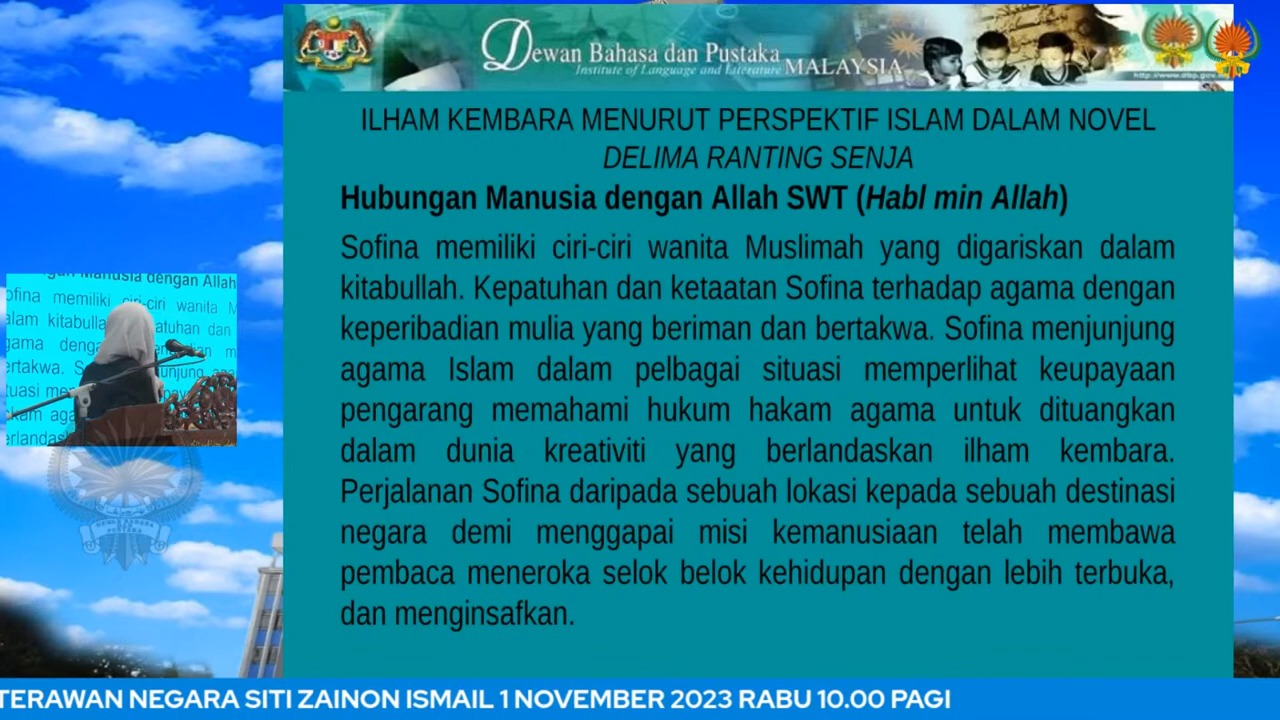 Dewan Bahasa dan Pustaka
Institute of Language and Literature MALAYSIA
ILHAM KEMBARA MENURUT PERSPEKTIF ISLAM DALAM NOVEL
DELIMA RANTING SENJA
Hubungan Manusia dengan Allah SWT (Habl min Allah)
Sofina memiliki ciri-ciri wanita Muslimah yang digariskan dalam
kitabullah. Kepatuhan dan ketaatan Sofina terhadap agama dengan
keperibadian mulia yang beriman dan bertakwa. Sofina menjunjung
agama Islam dalam pelbagai situasi memperlihat keupayaan
pengarang memahami hukum hakam agama untuk dituangkan
dalam dunia kreativiti yang berlandaskan ilham kembara.
Perjalanan Sofina daripada sebuah lokasi kepada sebuah destinasi
negara demi menggapai misi kemanusiaan telah membawa
pembaca meneroka selok belok kehidupan dengan lebih terbuka,
dan menginsafkan.
DEWAN BAHASA
DAN
PUSTAKA
TERAWAN NEGARA SITI ZAINON ISMAIL 1 NOVEMBER 2023 RABU 10.00 PAGI